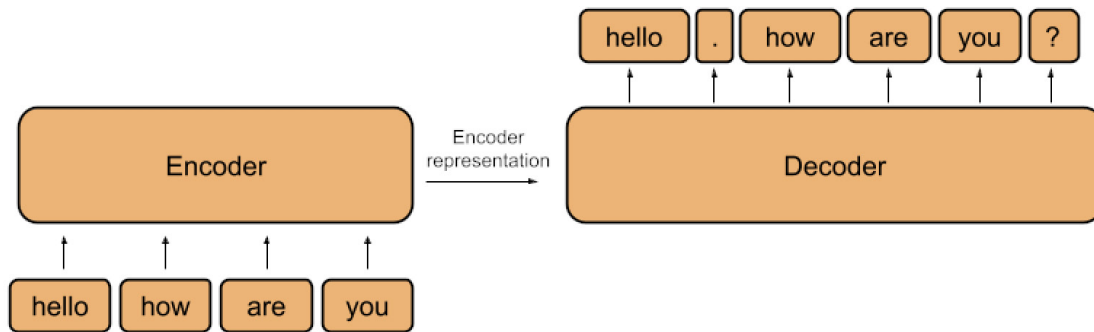 hello . how are you ?
Encoder
Encoder
representation
Decoder
hello how are you